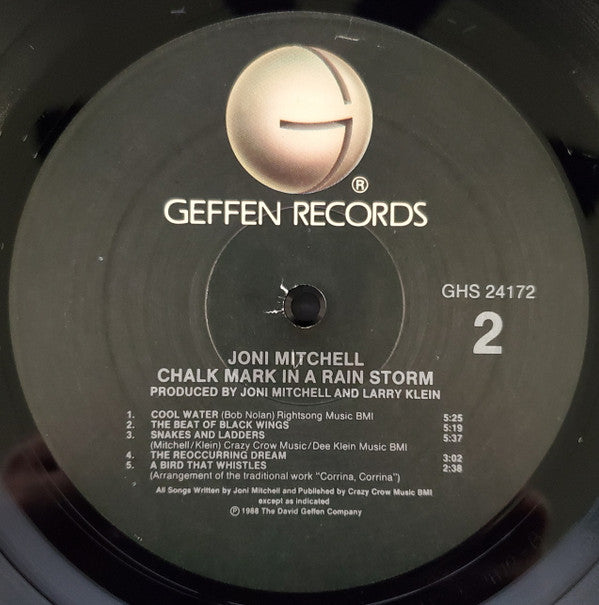 G
®
GEFFEN RECORDS
GHS 24172
2
JONI MITCHELL
CHALK MARK IN A RAIN STORM
PRODUCED BY JONI MITCHELL AND LARRY KLEIN
1. COOL WATER (Bob Nolan) Rightsong Music BMI 5:25
2. THE BEAT OF BLACK WINGS 5:19
3. SNAKES AND LADDERS 5:37
(Mitchell/Klein) Crazy Crow Music/Dee Klein Music BMI
4. THE REOCCURRING DREAM 3:02
5. A BIRD THAT WHISTLES 2:38
(Arrangement of the traditional work "Corrina, Corrina")
All Songs Written by Joni Mitchell and Published by Crazy Crow Music BMI
except as indicated
℗ 1988 The David Geffen Company